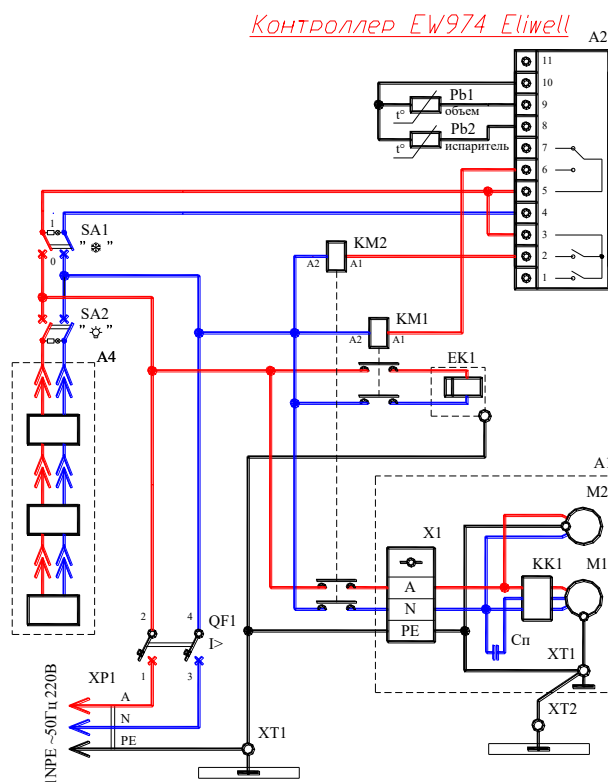 Контроллер EW974 Eliwell
A2
11
10
Pb1
t°
объем
9
Pb2
8
t°
испаритель
7
6
5
1
SA1
4
" "
3
0
KM2
A2
A1
2
1
KM1
SA2
A2
A1
" "
A4
EK1
A1
M2
X1
A
KK1
M1
N
2
4
QF1
PE
I>
Cп
XT1
1
3
XP1
A
N
XT1
XT2
PE
1NPE ~50Гц 220В